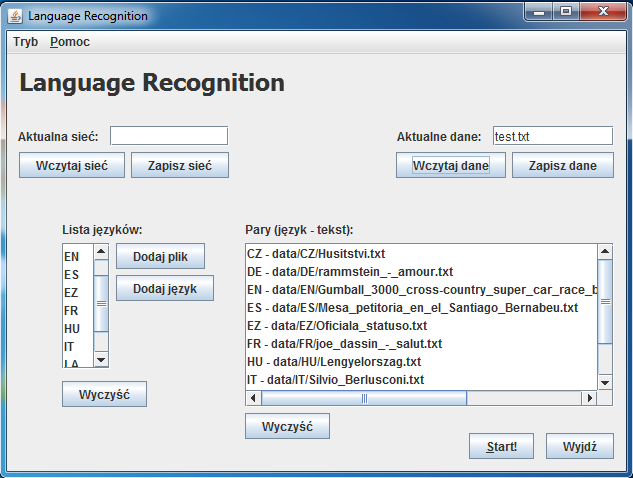 Language Recognition
Tryb Pomoc
Language Recognition
Aktualna sieć:
Aktualne dane: test.txt
Wczytaj sieć Zapisz sieć
Wczytaj dane Zapisz dane
Lista języków:
EN
ES
EZ
FR
HU
IT
LA
Dodaj plik
Dodaj język
Wyczyść
Pary (język - tekst):
CZ - data/CZ/Husitstvi.txt
DE - data/DE/rammstein_-_amour.txt
EN - data/EN/Gumball_3000_cross-country_super_car_race_b
ES - data/ES/Mesa_petitoria_en_el_Santiago_Bernabeu.txt
EZ - data/EZ/Oficiala_statuso.txt
FR - data/FR/joe_dassin_-_salut.txt
HU - data/HU/Lengyelorszag.txt
IT - data/IT/Silvio_Berlusconi.txt
Wyczyść
Start! Wyjdź